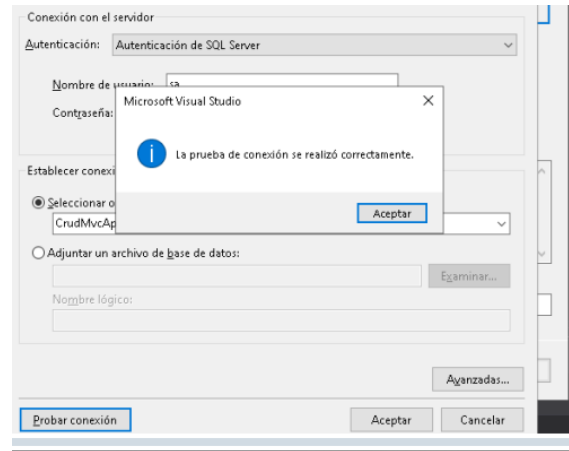 Conexión con el servidor
Autenticación: Autenticación de SQL Server
Nombre de usuario: sa
Contraseña:
Microsoft Visual Studio
La prueba de conexión se realizó correctamente.
Aceptar
Establecer conexi
Seleccionar o
CrudMvcAp
Adjuntar un archivo de base de datos:
Examinar...
Nombre lógico:
Avanzadas...
Probar conexión Aceptar Cancelar